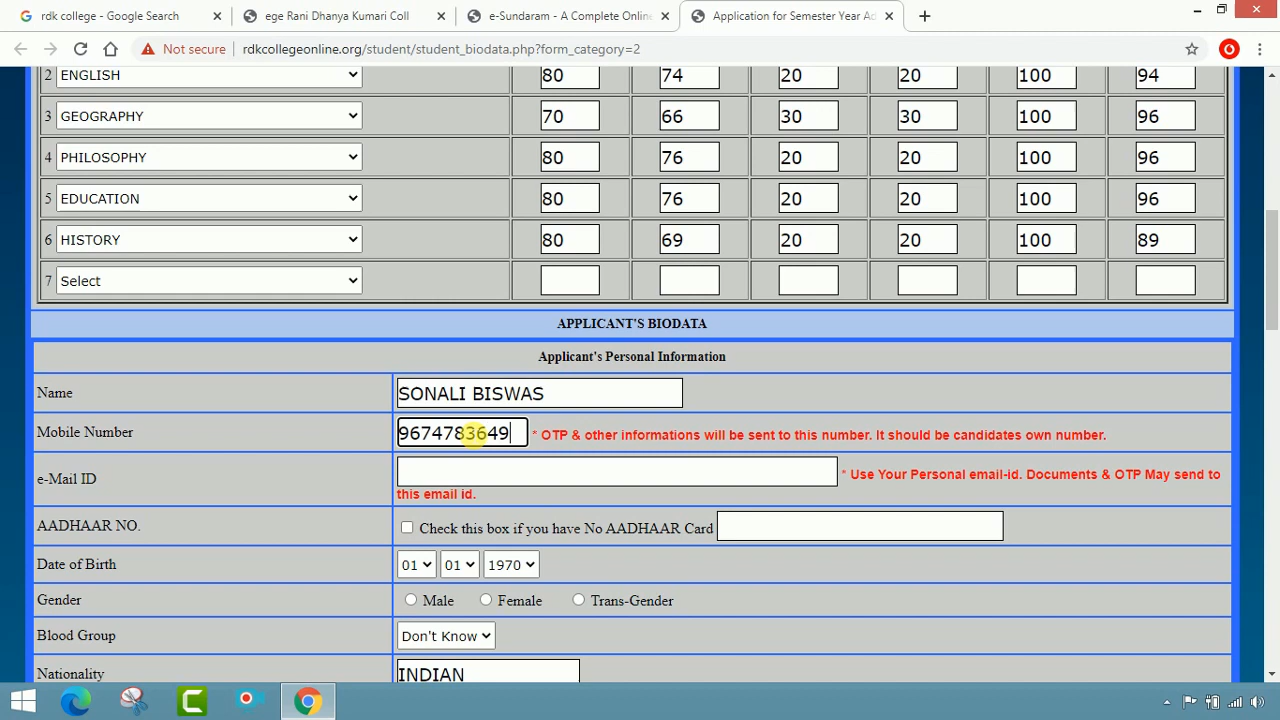 rdk college - Google Search
ege Rani Dhanya Kumari Coll
e-Sundaram - A Complete Online
Application for Semester Year Ad
Not secure rdkcollegeonline.org/student/student_biodata.php?form_category=2
2 ENGLISH 80 74 20 20 100 94
3 GEOGRAPHY 70 66 30 30 100 96
4 PHILOSOPHY 80 76 20 20 100 96
5 EDUCATION 80 76 20 20 100 96
6 HISTORY 80 69 20 20 100 89
7 Select
APPLICANT'S BIODATA
Applicant's Personal Information
Name SONALI BISWAS
Mobile Number 9674783649 * OTP & other informations will be sent to this number. It should be candidates own number.
e-Mail ID * Use Your Personal email-id. Documents & OTP May send to
this email id.
AADHAAR NO. Check this box if you have No AADHAAR Card
Date of Birth 01 01 1970
Gender Male Female Trans-Gender
Blood Group Don't Know
Nationality INDIAN